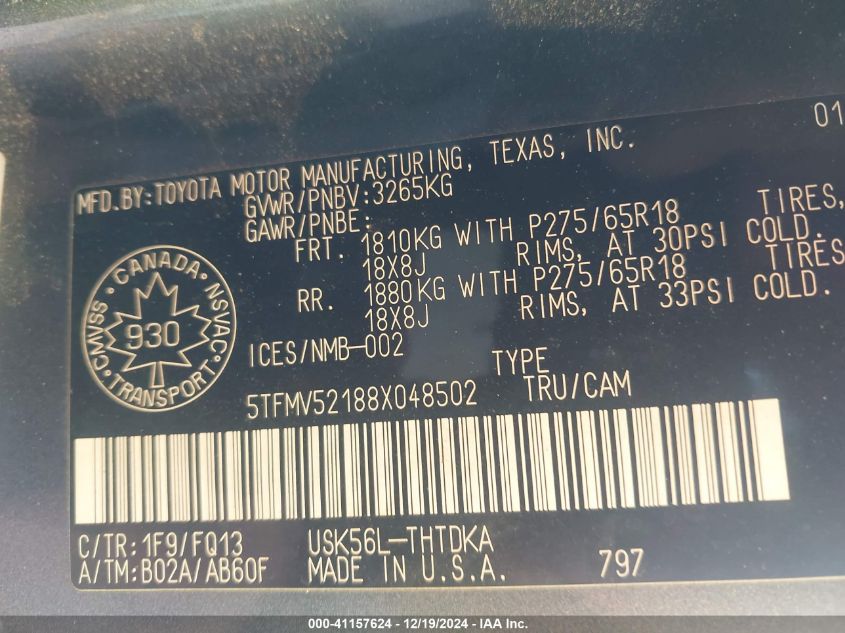 01
MFD.BY:TOYOTA MOTOR MANUFACTURING, TEXAS, INC.
GVWR/PNBV:3265KG
GAWR/PNBE:
FRT. 1810KG WITH P275/65R18 TIRES,
18X8J RIMS, AT 30PSI COLD.
RR. 1880KG WITH P275/65R18 TIRES
18X8J RIMS, AT 33PSI COLD.
CANADA
NSVAC
930
SSAWSC
TRANSPORT
ICES/NMB-002
TYPE
5TFMV52188X048502 TRU/CAM
C/TR:1F9/FQ13 USK56L-THTDKA
A/TM:B02A/AB60F MADE IN U.S.A. 797
000-41157624 - 12/19/2024 - IAA Inc.